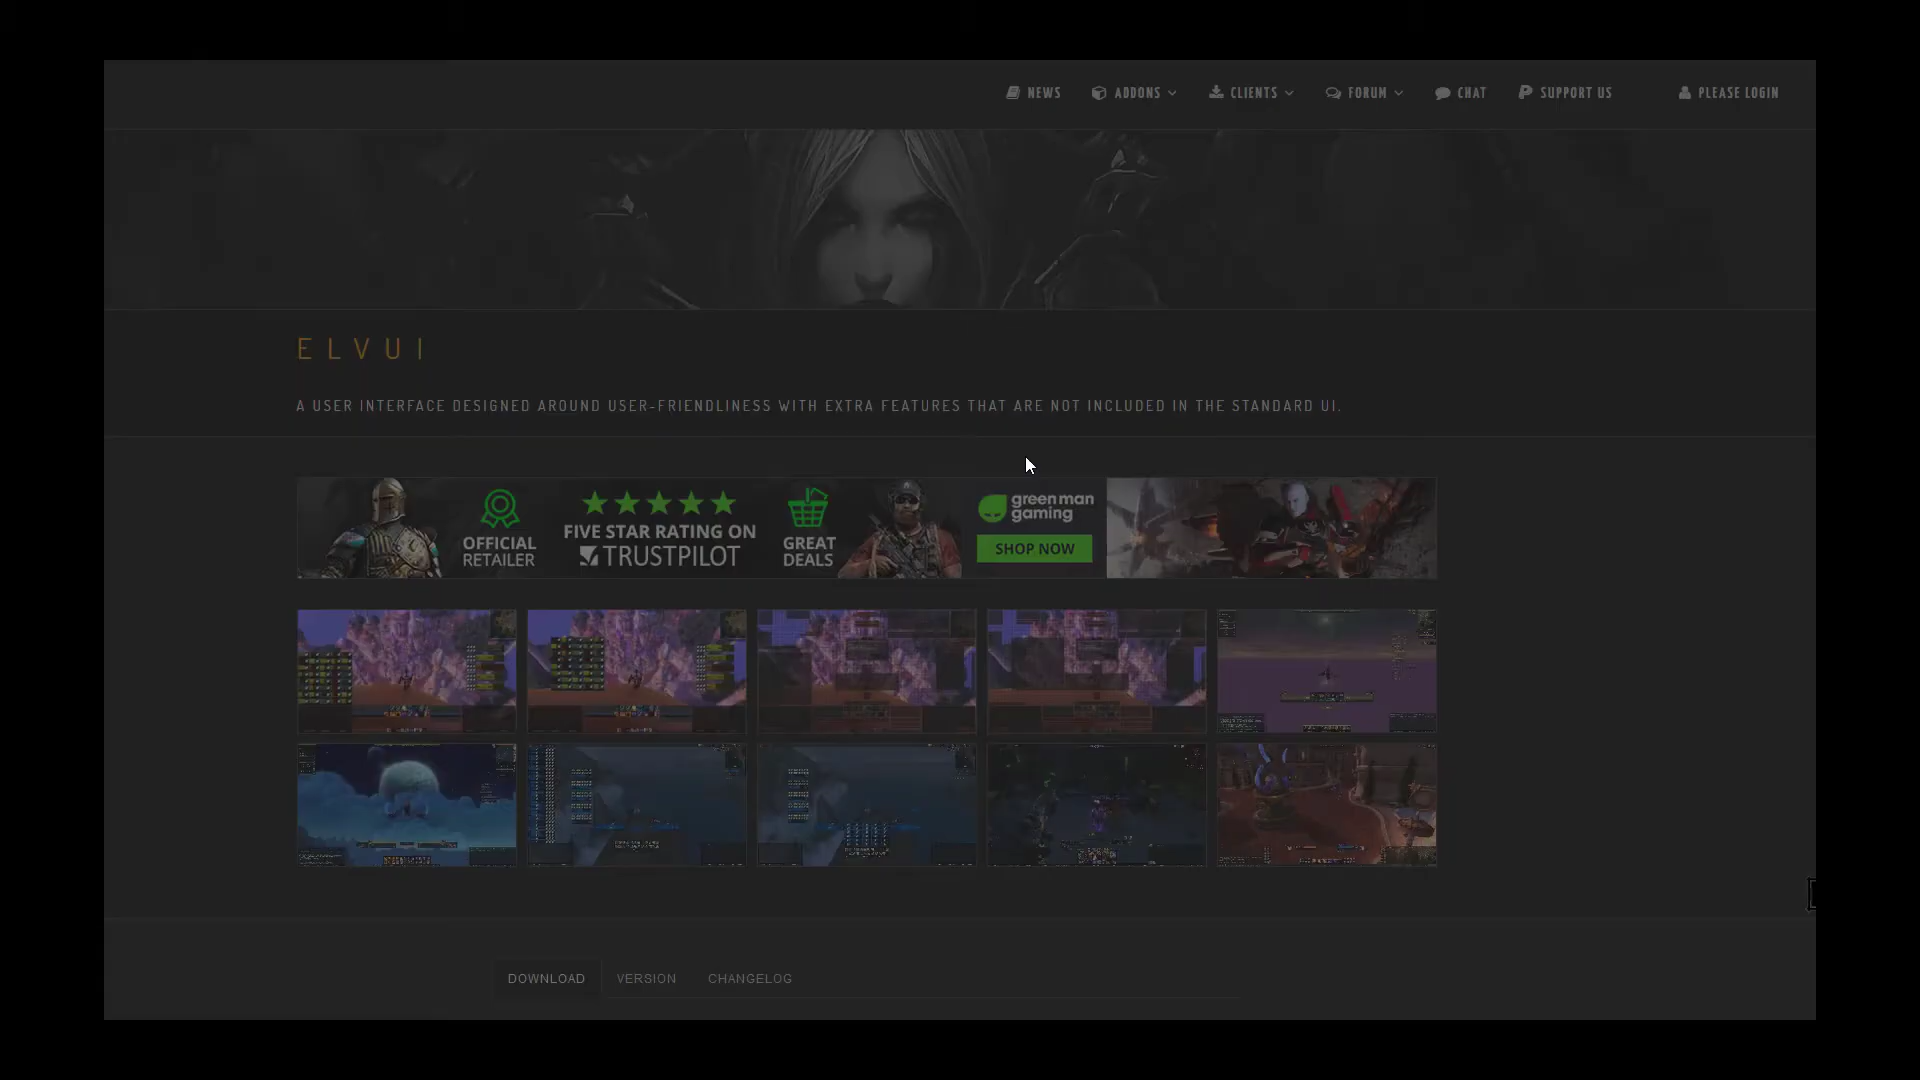 NEWS ADDONS CLIENTS FORUM CHAT SUPPORT US PLEASE LOGIN
ELVUI
A USER INTERFACE DESIGNED AROUND USER-FRIENDLINESS WITH EXTRA FEATURES THAT ARE NOT INCLUDED IN THE STANDARD UI.
OFFICIAL
RETAILER
FIVE STAR RATING ON
TRUSTPILOT
GREAT
DEALS
green man
gaming
SHOP NOW
DOWNLOAD VERSION CHANGELOG